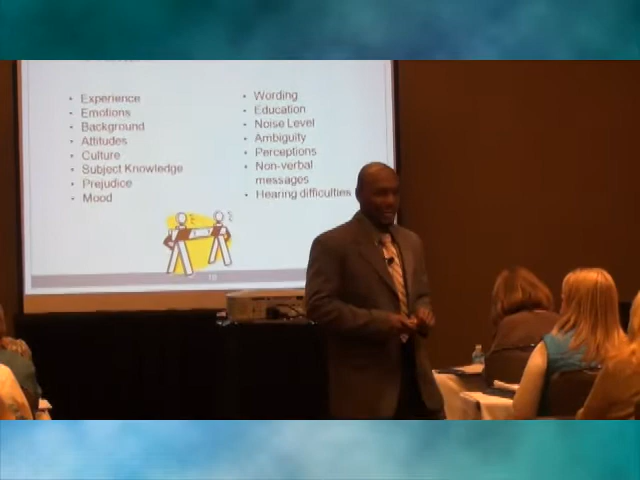 Experience
Emotions
Background
Attitudes
Culture
Subject Knowledge
Prejudice
Mood
Wording
Education
Noise Level
Ambiguity
Perceptions
Non-verbal
messages
Hearing difficulties